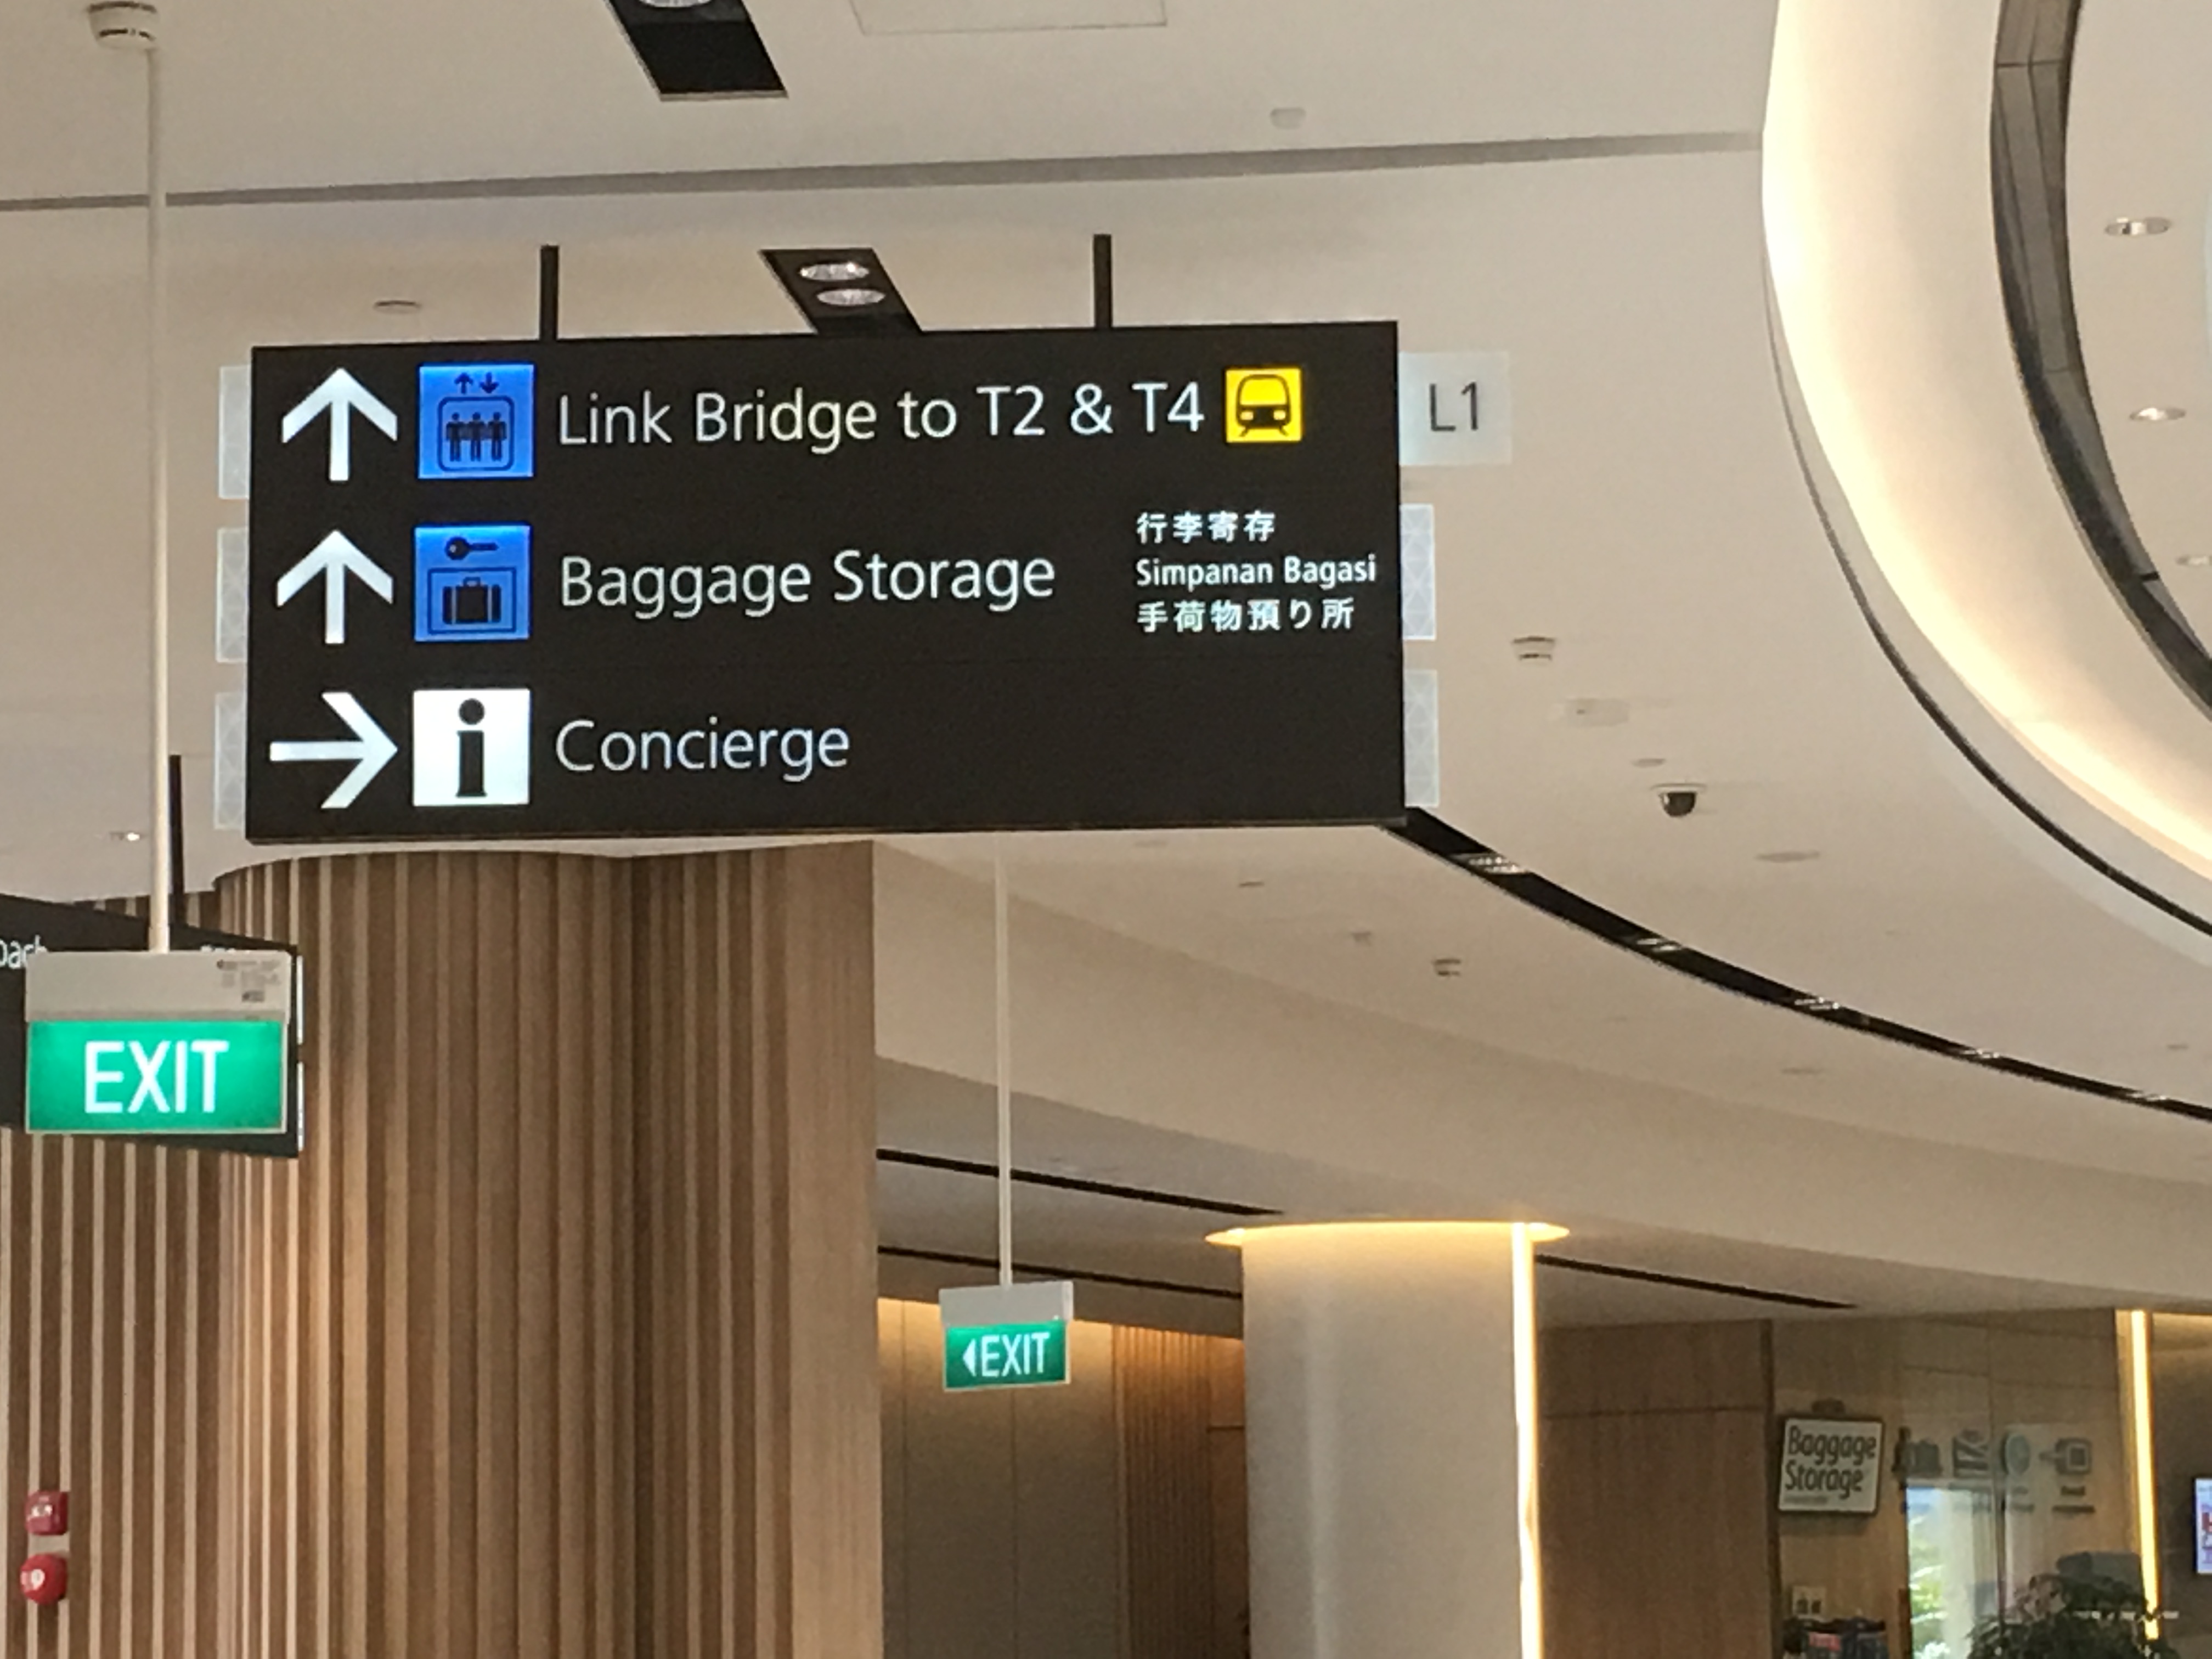 Link Bridge to T2 & T4
L1
Baggage Storage
行李寄存
Simpanan Bagasi
手荷物預り所
Concierge
EXIT
EXIT
Baggage
Storage